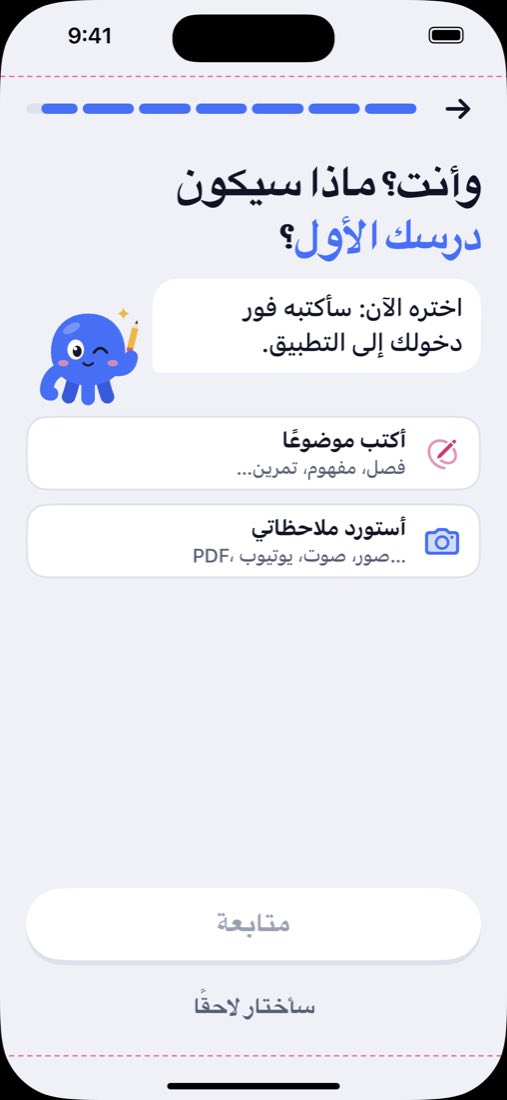 9:41
وأنت؟ ماذا سيكون
درسك الأول؟
اختره الآن: سأكتبه فور
دخولك إلى التطبيق.
أكتب موضوعًا
فصل، مفهوم، تمرين...
أستورد ملاحظاتي
...صور، صوت، يوتيوب ،PDF
متابعة
سأختار لاحقًا